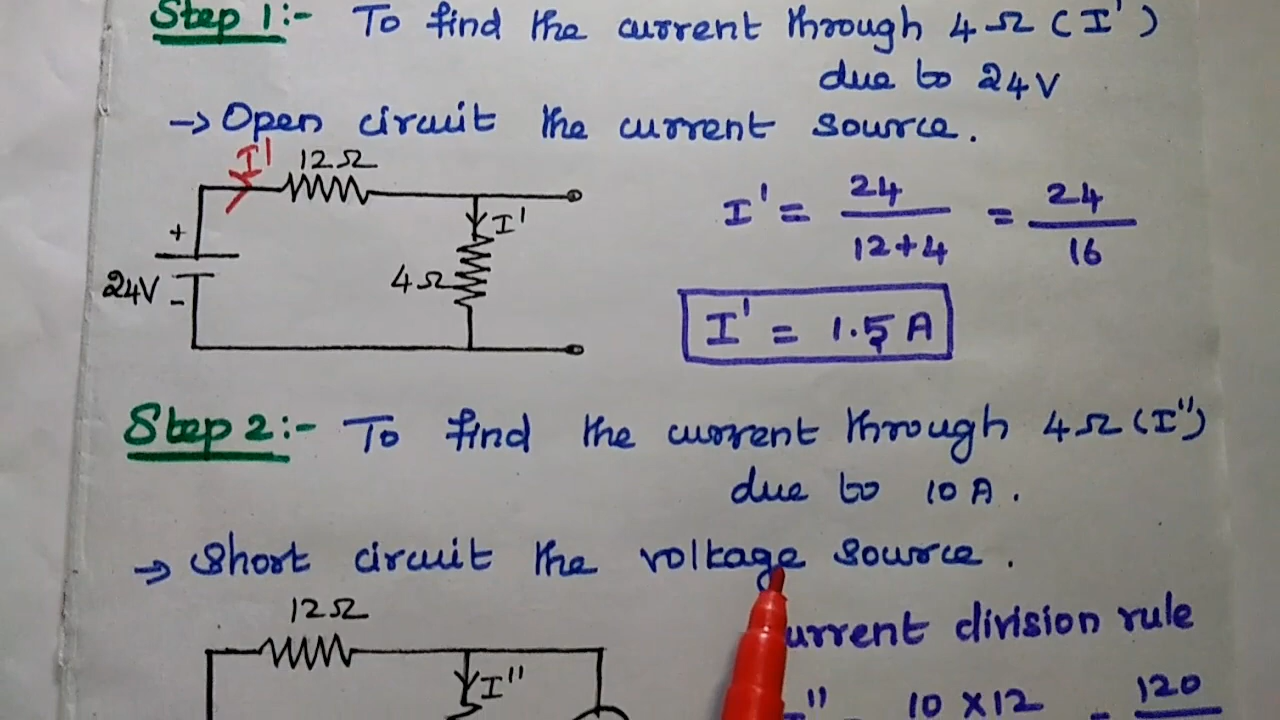 Step 1:- To find the current through 4Ω (I')
due to 24V
→ Open circuit the current source.
I' 12Ω
+
I'
4Ω
24V
-
I' = 24/12+4 = 24/16
I' = 1.5A
Step 2:- To find the current through 4Ω (I'')
due to 10A.
→ Short circuit the voltage source.
12Ω
urrent division rule
I''
'' 10 × 12 120